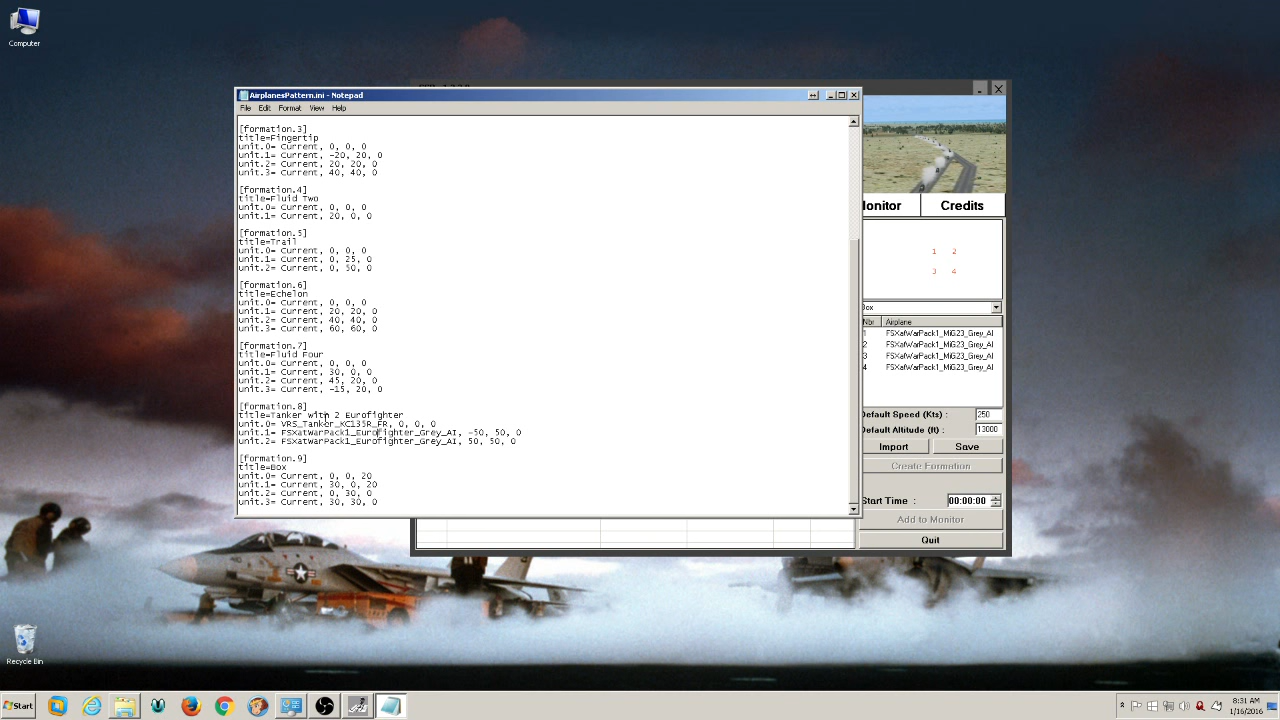 Computer
AirplanesPattern.ini - Notepad
File Edit Format View Help
[formation.3]
title=Fingertip
unit.0= Current, 0, 0, 0
unit.1= Current, -20, 20, 0
unit.2= Current, 20, 20, 0
unit.3= Current, 40, 40, 0
[formation.4]
title=Fluid Two
unit.0= Current, 0, 0, 0
unit.1= Current, 20, 0, 0
[formation.5]
title=Trail
unit.0= Current, 0, 0, 0
unit.1= Current, 0, 25, 0
unit.2= Current, 0, 50, 0
[formation.6]
title=Echelon
unit.0= Current, 0, 0, 0
unit.1= Current, 20, 20, 0
unit.2= Current, 40, 40, 0
unit.3= Current, 60, 60, 0
[formation.7]
title=Fluid Four
unit.0= Current, 0, 0, 0
unit.1= Current, 30, 0, 0
unit.2= Current, 45, 20, 0
unit.3= Current, -15, 20, 0
[formation.8]
title=Tanker with 2 Eurofighter
unit.0= VRS_Tanker_KC135R_FR, 0, 0, 0
unit.1= FSXatWarPack1_Eurofighter_Grey_AI, -50, 50, 0
unit.2= FSXatWarPack1_Eurofighter_Grey_AI, 50, 50, 0
[formation.9]
title=Box
unit.0= Current, 0, 0, 20
unit.1= Current, 30, 0, 20
unit.2= Current, 0, 30, 0
unit.3= Current, 30, 30, 0
onitor Credits
1 2
3 4
Box
Nbr Airplane
1 FSXatWarPack1_MiG23_Grey_AI
2 FSXatWarPack1_MiG23_Grey_AI
3 FSXatWarPack1_MiG23_Grey_AI
4 FSXatWarPack1_MiG23_Grey_AI
Default Speed (Kts) : 250
Default Altitude (ft) : 13000
Import Save
Create Formation
Start Time : 00:00:00
Add to Monitor
Quit
Recycle Bin
Start
8:31 AM
1/16/2016